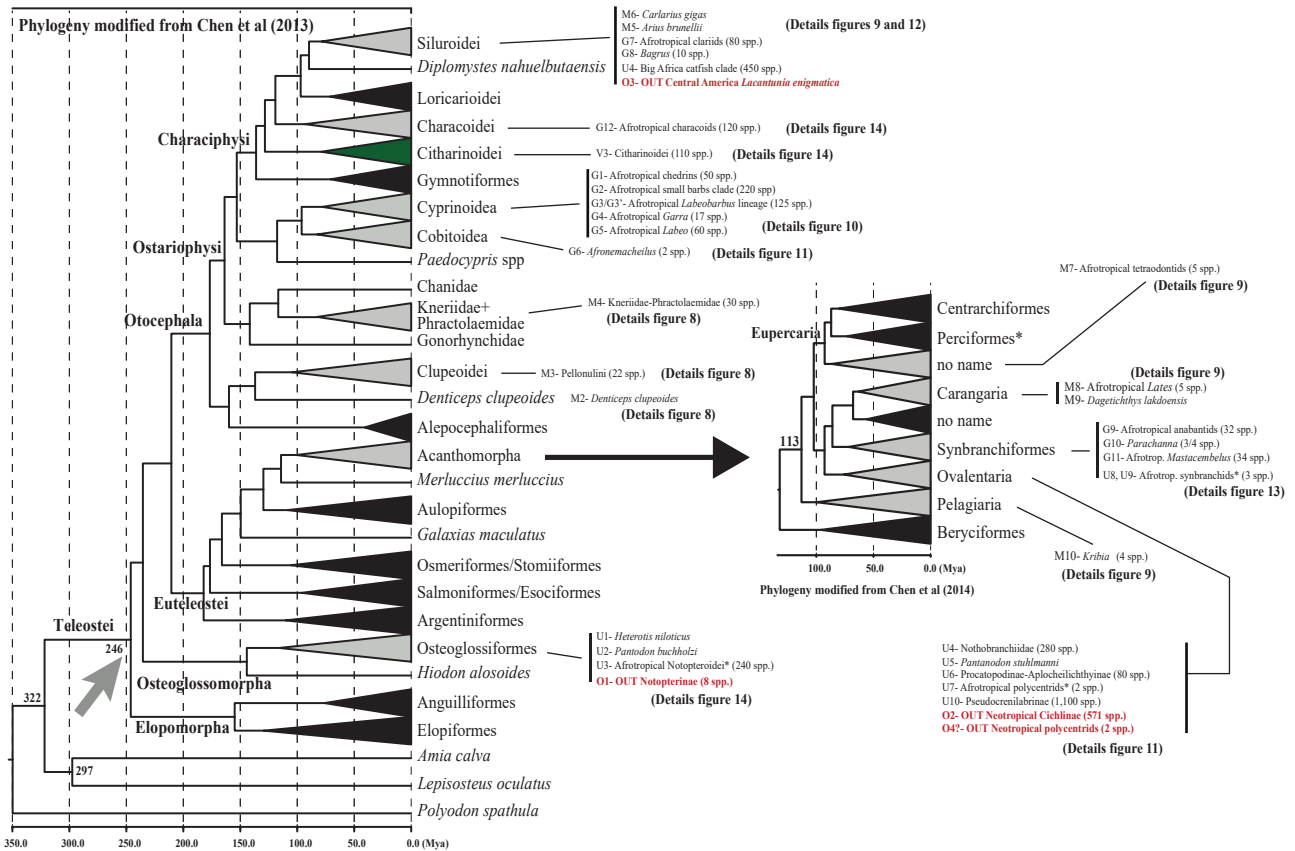 Phylogeny modified from Chen et al (2013)
Siluroidei
Diplomystes nahuelbutaensis
Loricarioidei
Characoidei
Citharinoidei
Gymnotiformes
Cyprinoidea
Cobitoidea
Paedocypris spp
Chanidae
Kneriidae+
Phractolaemidae
Gonorhynchidae
Clupeoidei
Denticeps clupeoides
Alepocephaliformes
Acanthomorpha
Merluccius merluccius
Aulopiformes
Galaxias maculatus
Osmeriformes/Stomiiformes
Salmoniformes/Esociformes
Argentiniformes
Osteoglossiformes
Hiodon alosoides
Anguilliformes
Elopiformes
Amia calva
Lepisosteus oculatus
Polyodon spathula
Characiphysi
Ostariophysi
Otocephala
Euteleostei
Teleostei
246
322
Osteoglossomorpha
Elopomorpha
297
350.0 300.0 250.0 200.0 150.0 100.0 50.0 0.0 (Mya)
M6- Carlarius gigas
M5- Arius brunellii
G7- Afrotropical clariids (80 spp.)
G8- Bagrus (10 spp.)
U4- Big Africa catfish clade (450 spp.)
O3- OUT Central America Lacantunia enigmatica
(Details figures 9 and 12)
G12- Afrotropical characoids (120 spp.) (Details figure 14)
V3- Citharinoidei (110 spp.) (Details figure 14)
G1- Afrotropical chedrins (50 spp.)
G2- Afrotropical small barbs clade (220 spp)
G3/G3'- Afrotropical Labeobarbus lineage (125 spp.)
G4- Afrotropical Garra (17 spp.)
G5- Afrotropical Labeo (60 spp.)
(Details figure 10)
G6- Afronemacheilus (2 spp.)
(Details figure 11)
M4- Kneriidae-Phractolaemidae (30 spp.)
(Details figure 8)
M3- Pellonulini (22 spp.) (Details figure 8)
M2- Denticeps clupeoides
(Details figure 8)
U1- Heterotis niloticus
U2- Pantodon buchholzi
U3- Afrotropical Notopteroidei* (240 spp.)
O1- OUT Notopterinae (8 spp.)
(Details figure 14)
Eupercaria
113
Centrarchiformes
Perciformes*
no name
Carangaria
no name
Synbranchiformes
Ovalentaria
Pelagiaria
Beryciformes
100.0 50.0 0.0 (Mya)
Phylogeny modified from Chen et al (2014)
M7- Afrotropical tetraodontids (5 spp.)
(Details figure 9)
(Details figure 9)
M8- Afrotropical Lates (5 spp.)
M9- Dagetichthys lakdoensis
G9- Afrotropical anabantids (32 spp.)
G10- Parachanna (3/4 spp.)
G11- Afrotrop. Mastacembelus (34 spp.)
U8, U9- Afrotrop. synbranchids* (3 spp.)
(Details figure 13)
M10- Kribia (4 spp.)
(Details figure 9)
U4- Nothobranchiidae (280 spp.)
U5- Pantanodon stuhlmanni
U6- Procatopodinae-Aplocheilichthyinae (80 spp.)
U7- Afrotropical polycentrids* (2 spp.)
U10- Pseudocrenilabrinae (1,100 spp.)
O2- OUT Neotropical Cichlinae (571 spp.)
O4?- OUT Neotropical polycentrids (2 spp.)
(Details figure 11)